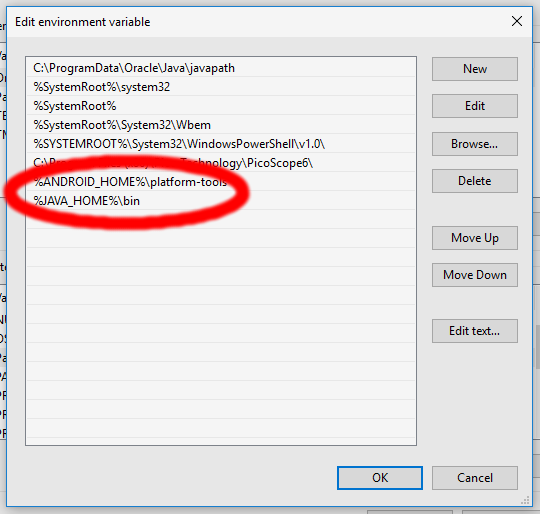 Edit environment variable
C:\ProgramData\Oracle\Java\javapath
%SystemRoot%\system32
%SystemRoot%
%SystemRoot%\System32\Wbem
%SYSTEMROOT%\System32\WindowsPowerShell\v1.0\
Technology\PicoScope6\
%ANDROID_HOME%\platform-tools
%JAVA_HOME%\bin
New
Edit
Browse...
Delete
Move Up
Move Down
Edit text...
OK
Cancel